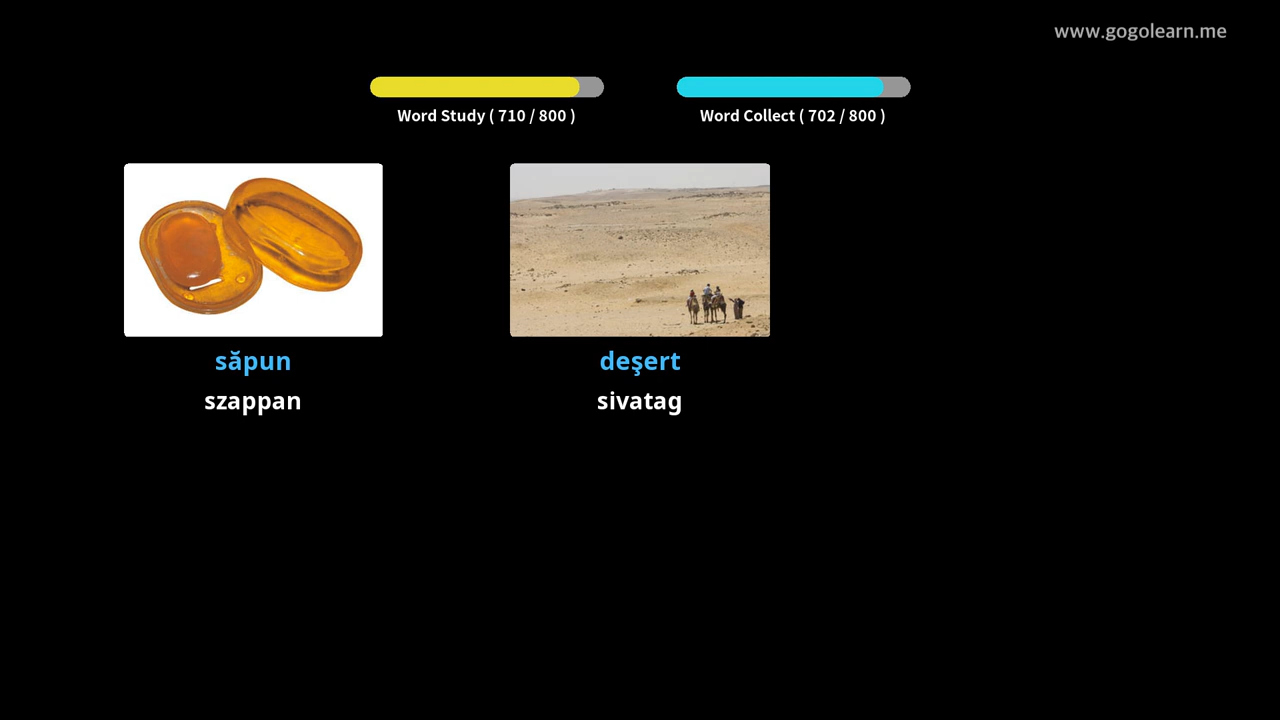 www.gogolearn.me
Word Study ( 710 / 800 )
Word Collect ( 702 / 800 )
săpun
deşert
szappan
sivatag